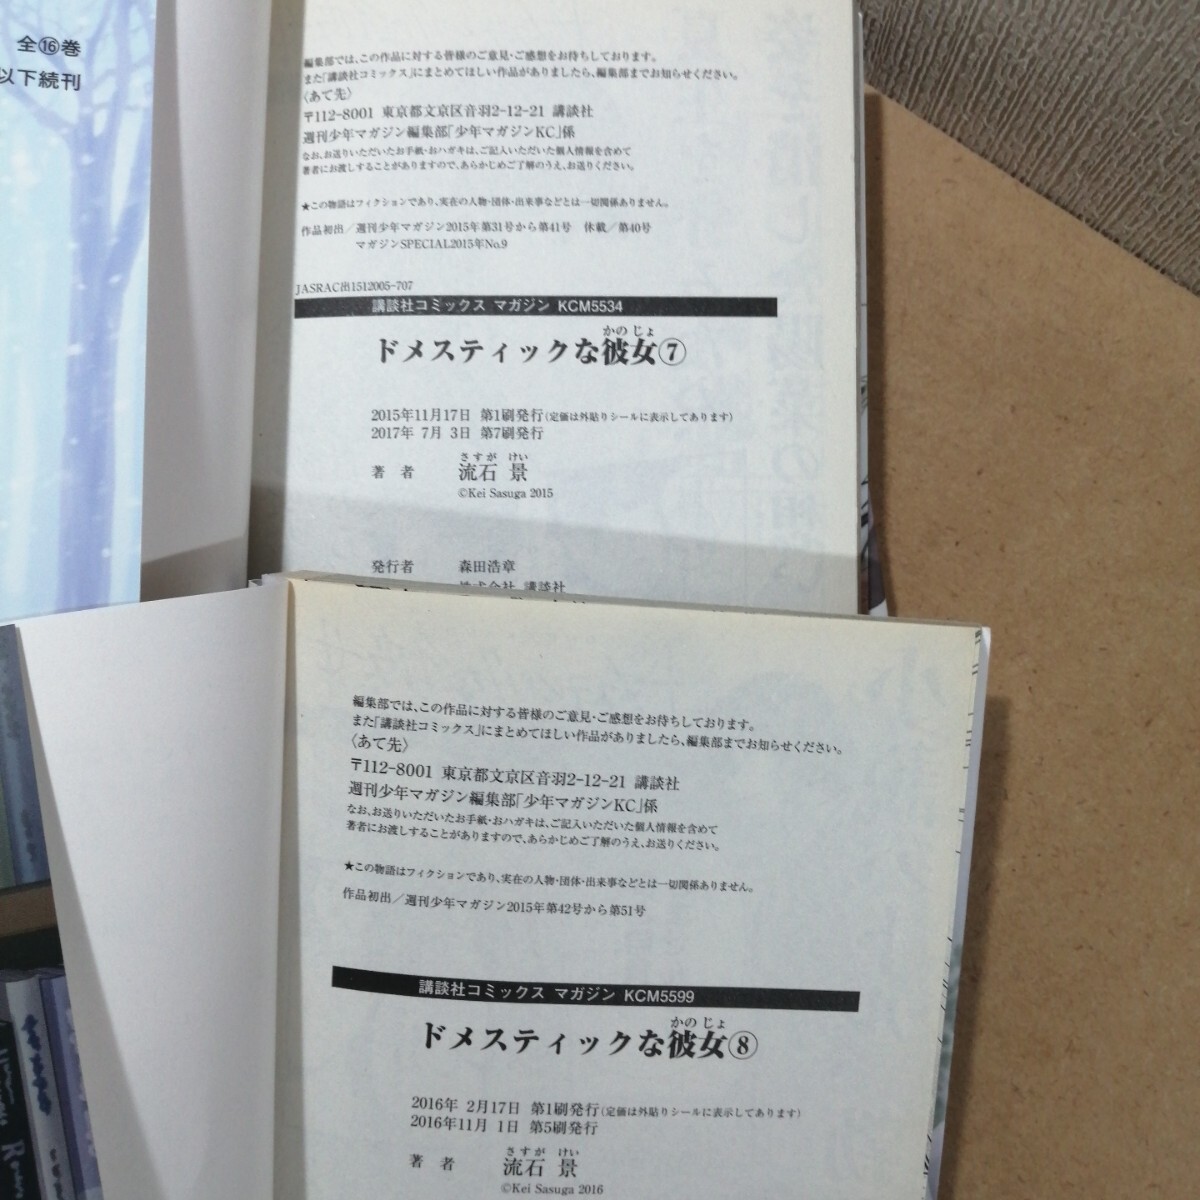 全⑯巻
以下続刊
編集部では、この作品に対する皆様のご意見・ご感想をお待ちしております。
また「講談社コミックス」にまとめてほしい作品がありましたら、編集部までお知らせください。
〈あて先〉
〒112-8001 東京都文京区音羽2-12-21 講談社
週刊少年マガジン編集部「少年マガジンKC」係
なお、お送りいただいたお手紙・おハガキは、ご記入いただいた個人情報を含めて
著者にお渡しすることがありますので、あらかじめご了解のうえ、お送りください。
★この物語はフィクションであり、実在の人物・団体・出来事などとは一切関係ありません。
作品初出／週刊少年マガジン2015年第31号から第41号 休載／第40号
マガジンSPECIAL2015年No.9
JASRAC出1512005-707
講談社コミックス マガジン KCM5534
かの じょ
ドメスティックな彼女⑦
2015年11月17日 第1刷発行(定価は外貼りシールに表示してあります)
2017年 7月 3日 第7刷発行
さすが けい
著 者 流石 景
©Kei Sasuga 2015
発行者 森田浩章
株式会社 講談社
編集部では、この作品に対する皆様のご意見・ご感想をお待ちしております。
また「講談社コミックス」にまとめてほしい作品がありましたら、編集部までお知らせください。
〈あて先〉
〒112-8001 東京都文京区音羽2-12-21 講談社
週刊少年マガジン編集部「少年マガジンKC」係
なお、お送りいただいたお手紙・おハガキは、ご記入いただいた個人情報を含めて
著者にお渡しすることがありますので、あらかじめご了解のうえ、お送りください。
★この物語はフィクションであり、実在の人物・団体・出来事などとは一切関係ありません。
作品初出／週刊少年マガジン2015年第42号から第51号
講談社コミックス マガジン KCM5599
かの じょ
ドメスティックな彼女⑧
2016年 2月17日 第1刷発行(定価は外貼りシールに表示してあります)
2016年11月 1日 第5刷発行
さすが けい
著 者 流石 景
©Kei Sasuga 2016